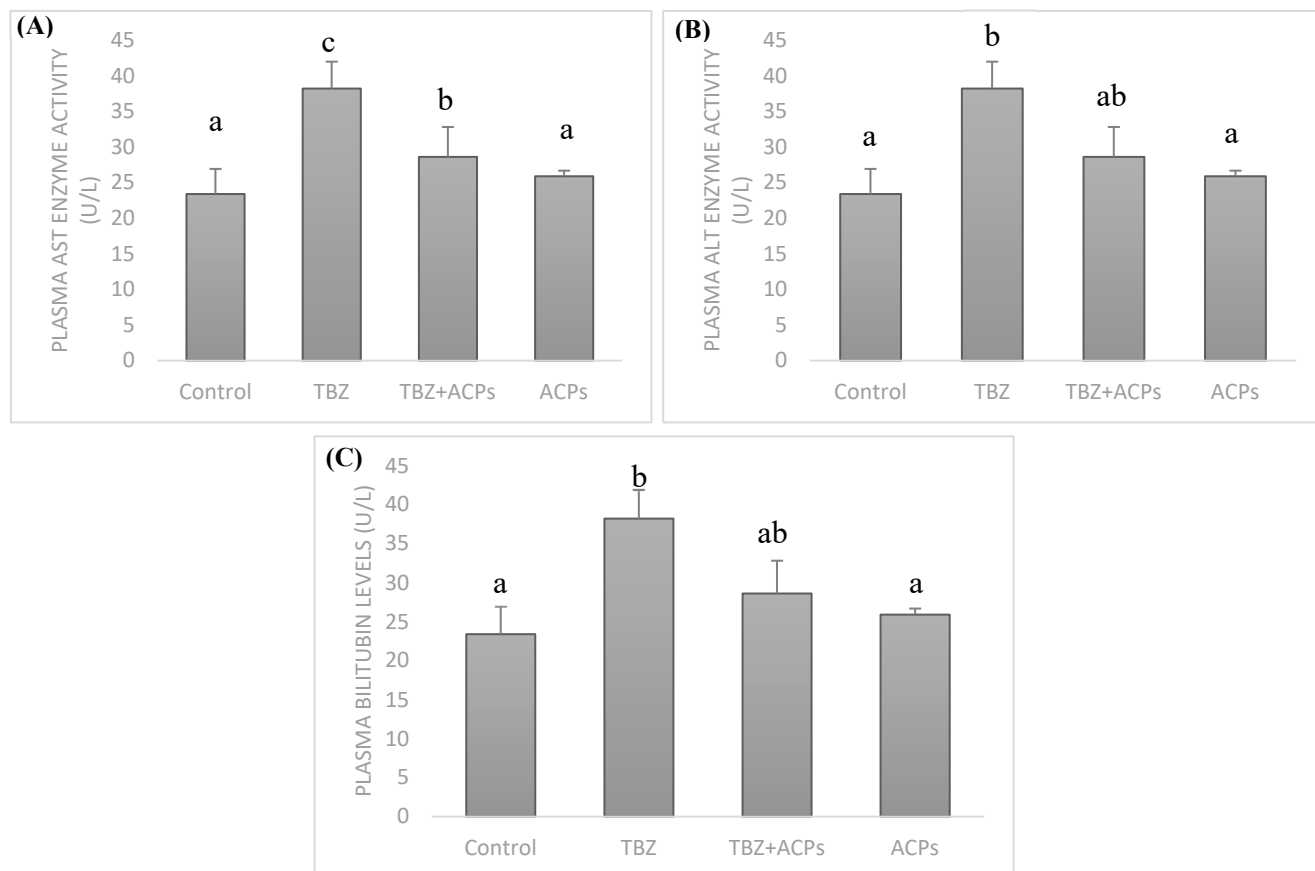 (A)
PLASMA AST ENZYME ACTIVITY
(U/L)
45
40
35
30
25
20
15
10
5
0
a
c
b
a
Control TBZ TBZ+ACPs ACPs
(B)
PLASMA ALT ENZYME ACTIVITY
(U/L)
45
40
35
30
25
20
15
10
5
0
a
b
ab
a
Control TBZ TBZ+ACPs ACPs
(C)
PLASMA BILITUBIN LEVELS (U/L)
45
40
35
30
25
20
15
10
5
0
a
b
ab
a
Control TBZ TBZ+ACPs ACPs